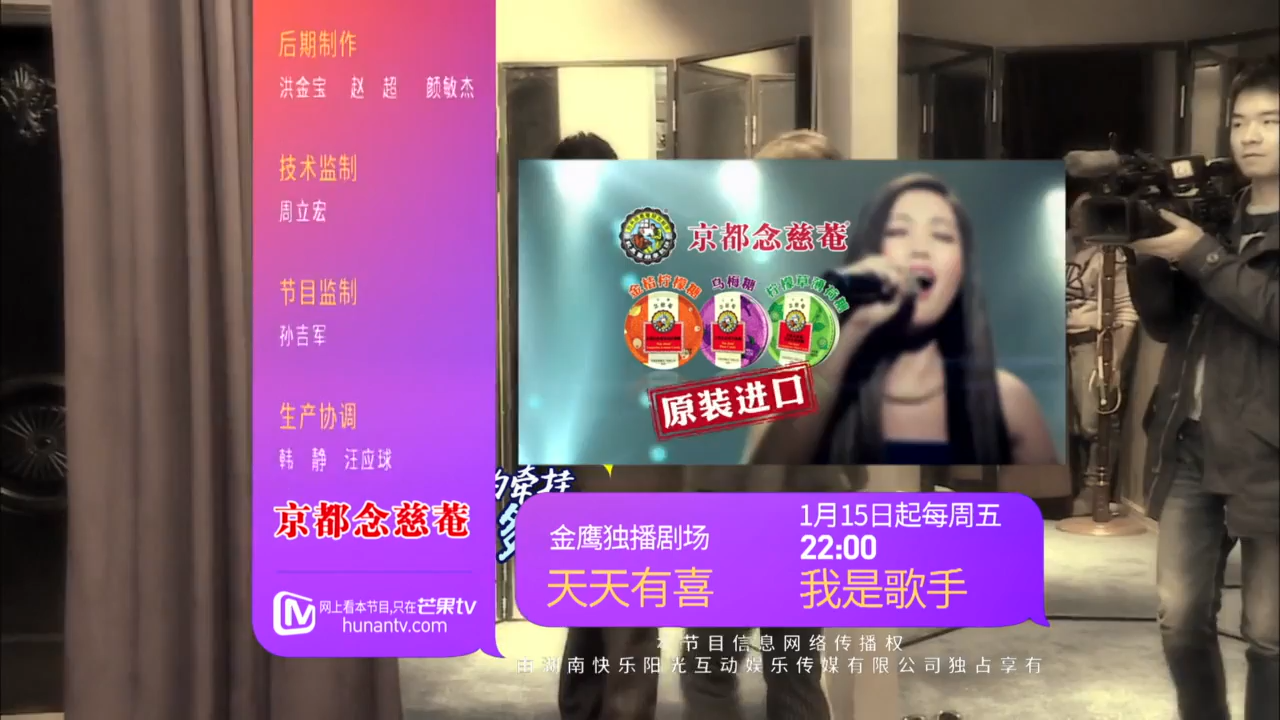 后期制作
洪金宝 赵 超 颜敏杰
技术监制
周立宏
节目监制
孙吉军
生产协调
韩 静 汪应球
京都念慈菴
网上看本节目,只在芒果tv
hunantv.com
京都念慈菴
金桔柠檬糖 乌梅糖 柠檬草薄荷糖
原装进口
的牵挂
金鹰独播剧场
天天有喜
1月15日起每周五
22:00
我是歌手
本节目信息网络传播权
由湖南快乐阳光互动娱乐传媒有限公司独占享有